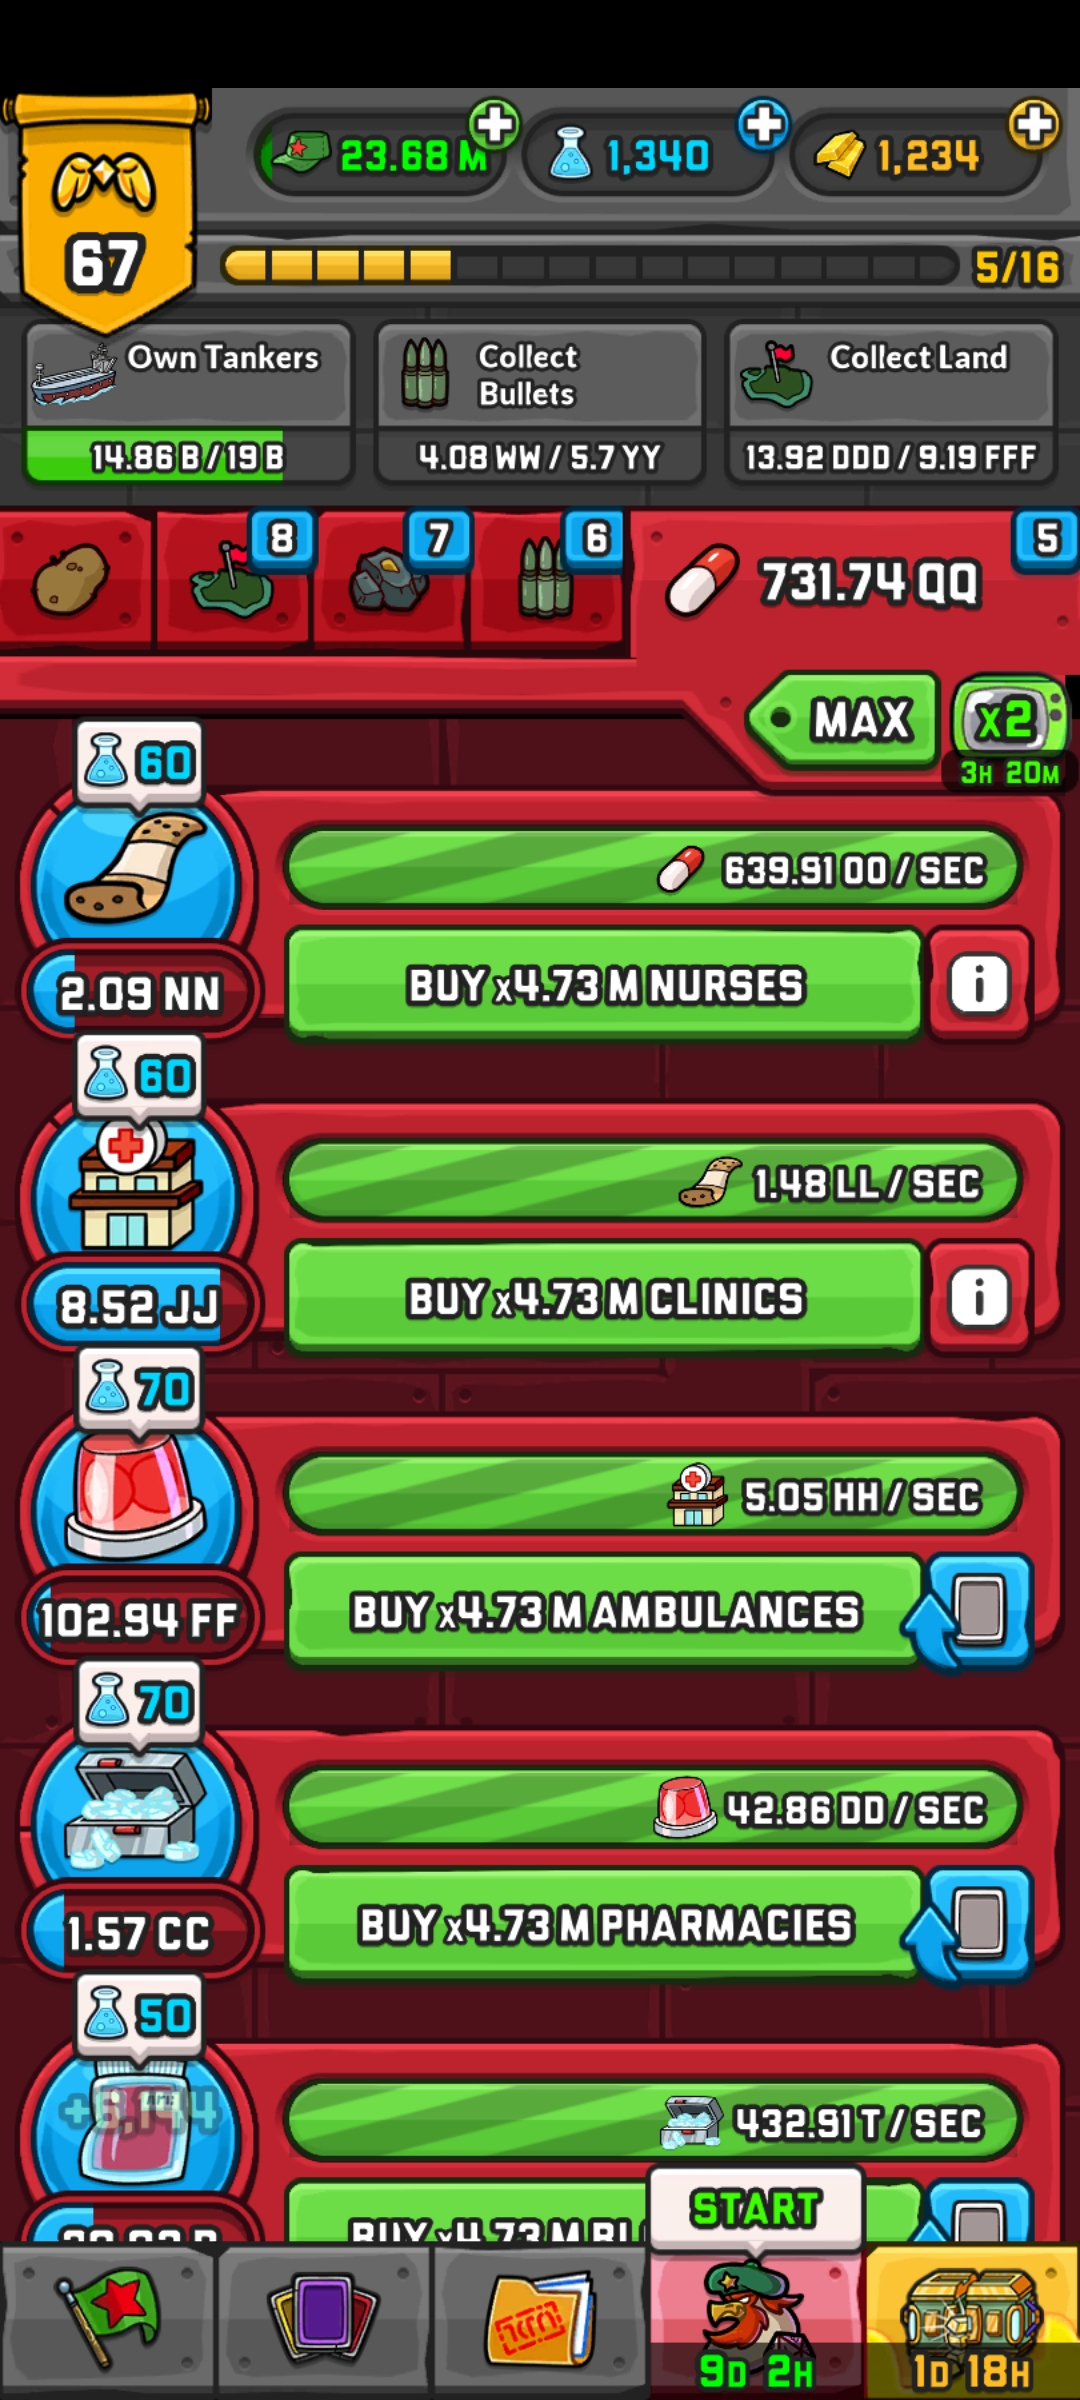 23.68 M
1,340
1,234
67
5/16
Own Tankers
14.86 B / 19 B
Collect
Bullets
4.08 WW / 5.7 YY
Collect Land
13.92 DDD / 9.19 FFF
8
7
6
5
731.74 QQ
MAX
x2
3H 20M
60
639.91 OO / SEC
2.09 NN
BUY x4.73 M NURSES
i
60
1.48 LL / SEC
8.52 JJ
BUY x4.73 M CLINICS
i
70
5.05 HH / SEC
102.94 FF
BUY x4.73 M AMBULANCES
70
42.86 DD / SEC
1.57 CC
BUY x4.73 M PHARMACIES
50
432.91 T / SEC
BUY x4.73 M
START
9D 2H
1D 18H